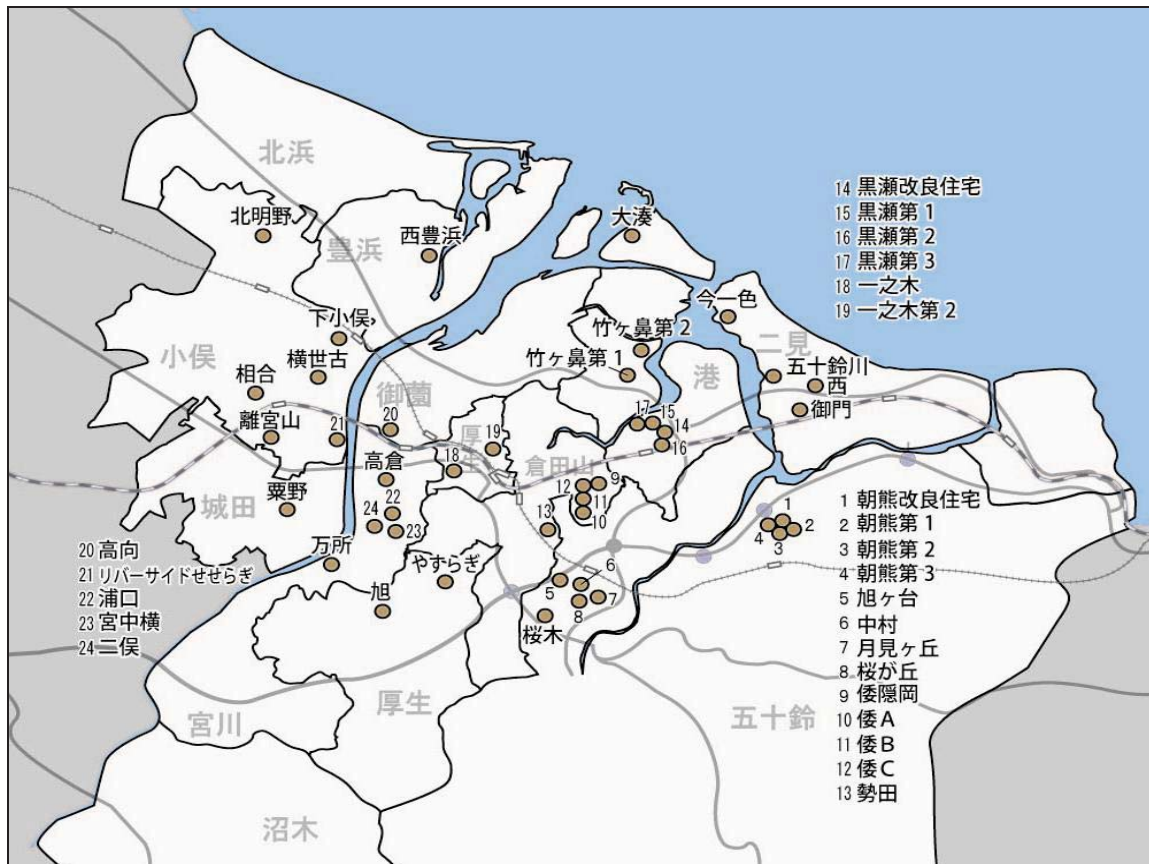 北浜
北明野
豊浜
西豊浜
大湊
14 黒瀬改良住宅
15 黒瀬第1
16 黒瀬第2
17 黒瀬第3
18 一之木
19 一之木第2
下小俣
今一色
竹ヶ鼻第2
二見
小俣
横世古
竹ヶ鼻第1
港
五十鈴川
西
相合
御薗
御門
離宮山
21
20
厚生
19
17
15
14
16
18
倉田山
高倉
12
9
11
10
城田
粟野
22
24
23
13
1
2
4
3
万所
やすらぎ
6
5
7
8
旭
桜木
20 高向
21 リバーサイドせせらぎ
22 浦口
23 宮中横
24 二俣
1 朝熊改良住宅
2 朝熊第1
3 朝熊第2
4 朝熊第3
5 旭ヶ台
6 中村
7 月見ヶ丘
8 桜が丘
9 倭隠岡
10 倭A
11 倭B
12 倭C
13 勢田
宮川
厚生
五十鈴
沼木